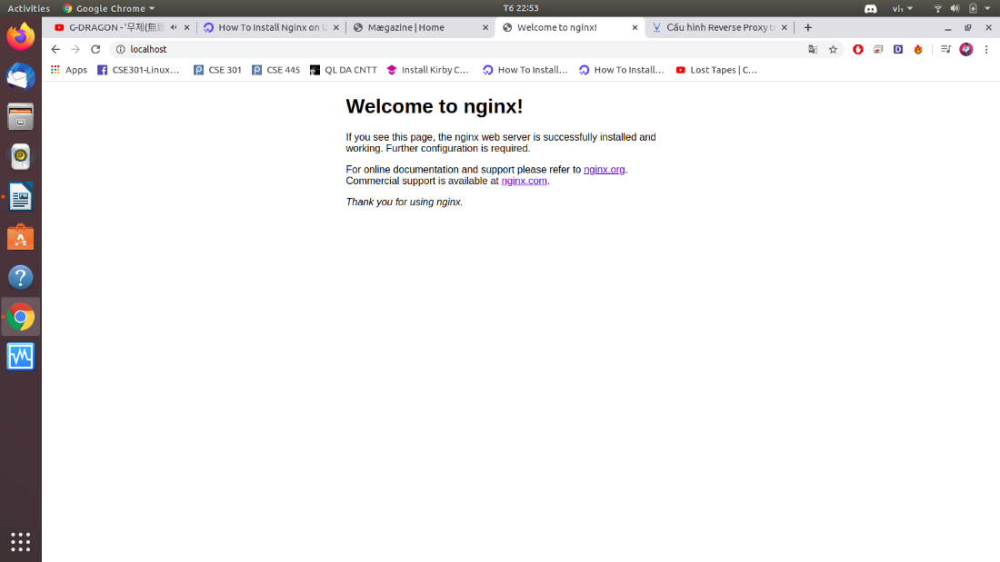 Activities
Google Chrome
T6 22:53
vi₁
G-DRAGON - '무제(無題
How To Install Nginx on U
Mægazine | Home
Welcome to nginx!
Cấu hình Reverse Proxy t
localhost
Apps
CSE301-Linux…
CSE 301
CSE 445
QL DA CNTT
Install Kirby C…
How To Install…
How To Install…
Lost Tapes | C…
Welcome to nginx!
If you see this page, the nginx web server is successfully installed and
working. Further configuration is required.
For online documentation and support please refer to nginx.org.
Commercial support is available at nginx.com.
Thank you for using nginx.